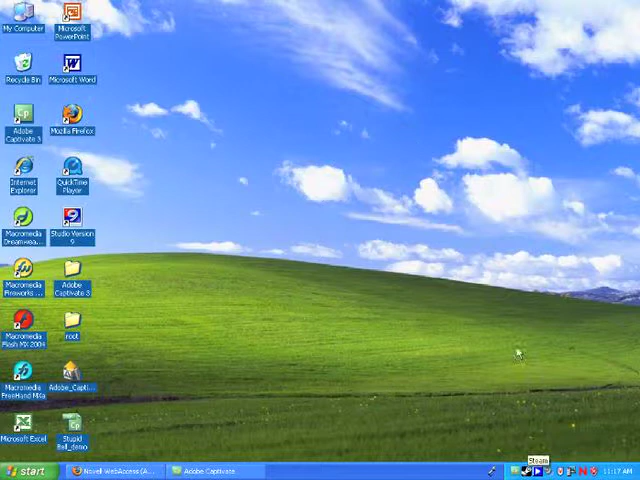 My Computer
Microsoft
PowerPoint
Recycle Bin
Microsoft Word
Adobe
Captivate 3
Mozilla Firefox
Internet
Explorer
QuickTime
Player
Macromedia
Dreamwea...
Studio Version
9
Macromedia
Fireworks ...
Adobe
Captivate 3
Macromedia
Flash MX 2004
root
Macromedia
FreeHand MXa
Adobe_Capti...
Microsoft Excel
Stupid
Bell_demo
Steam
start
Novell WebAccess (A...
Adobe Captivate
11:17 AM